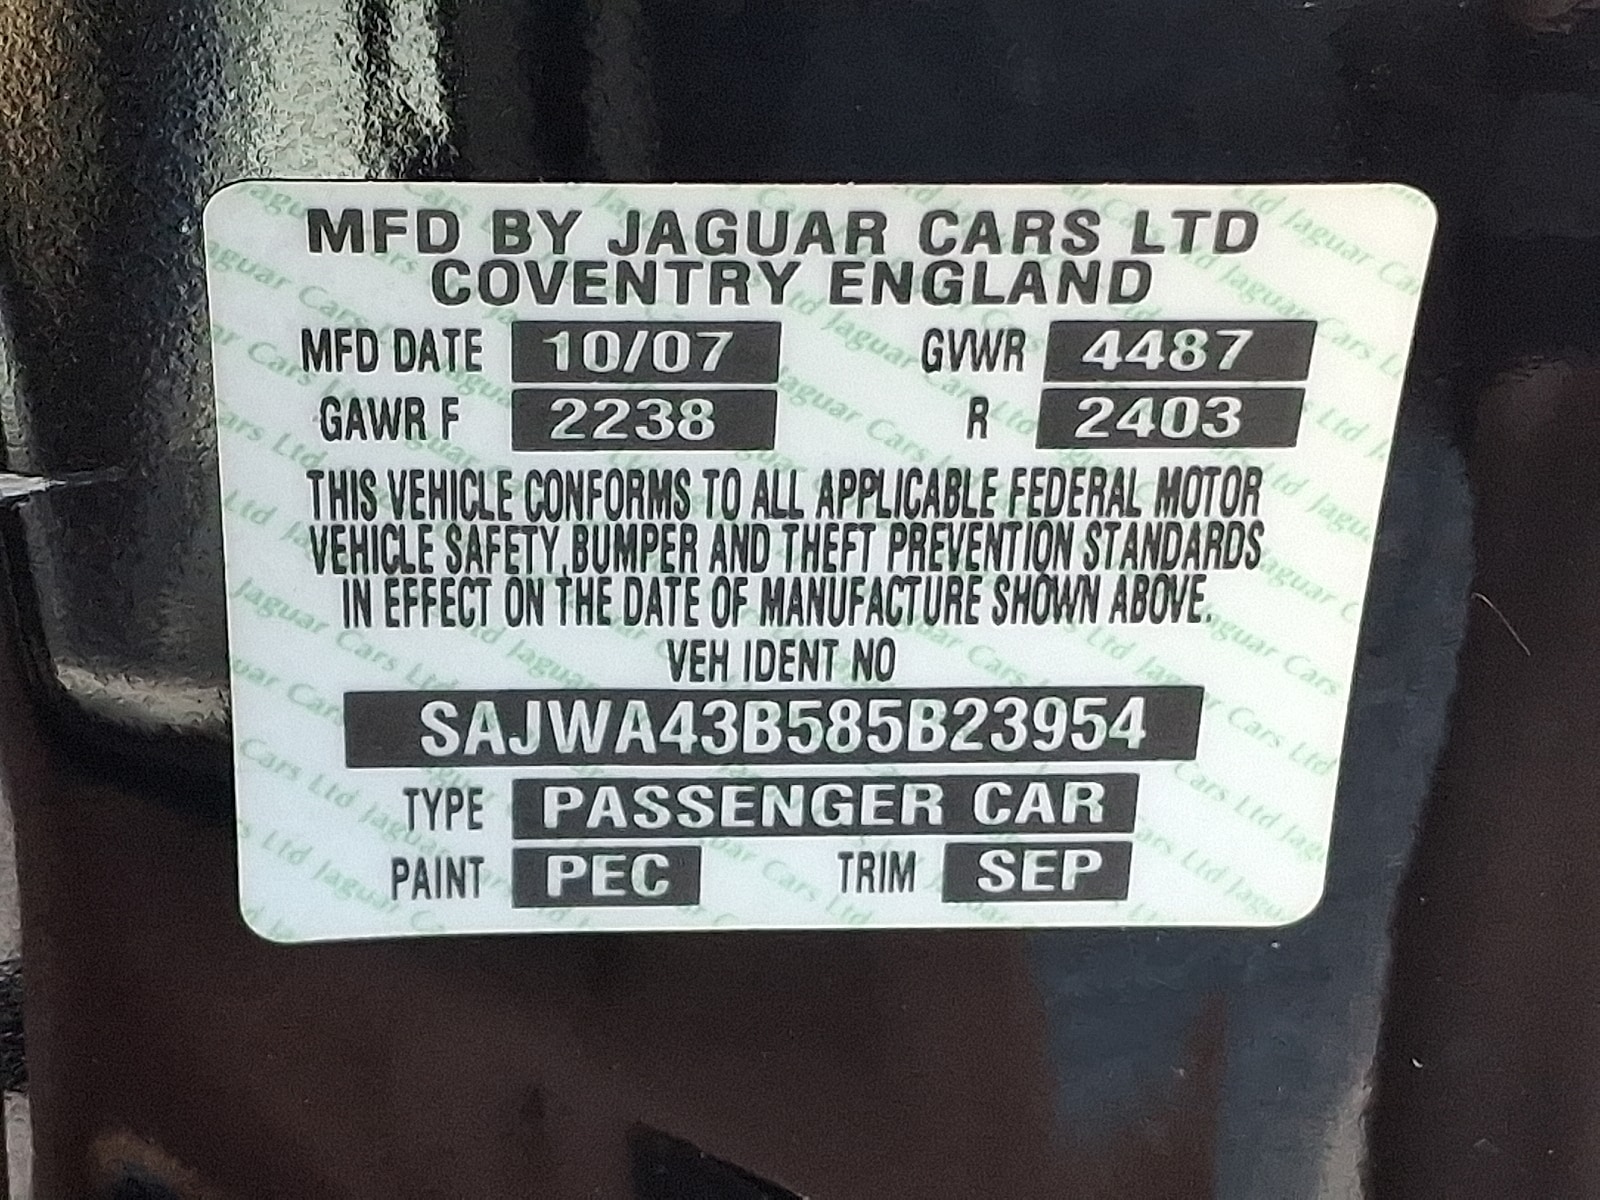 MFD BY JAGUAR CARS LTD
COVENTRY ENGLAND
MFD DATE 10/07 GVWR 4487
GAWR F 2238 R 2403
THIS VEHICLE CONFORMS TO ALL APPLICABLE FEDERAL MOTOR
VEHICLE SAFETY, BUMPER AND THEFT PREVENTION STANDARDS
IN EFFECT ON THE DATE OF MANUFACTURE SHOWN ABOVE.
VEH IDENT NO
SAJWA43B585B23954
TYPE PASSENGER CAR
PAINT PEC TRIM SEP